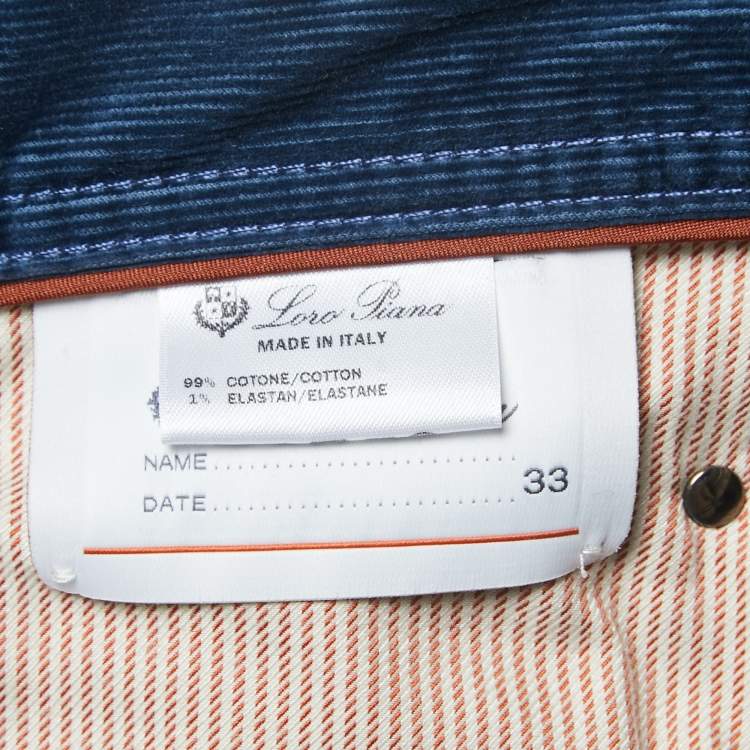 Loro Piana
MADE IN ITALY
99% COTONE/COTTON
1% ELASTAN/ELASTANE
NAME
DATE
33